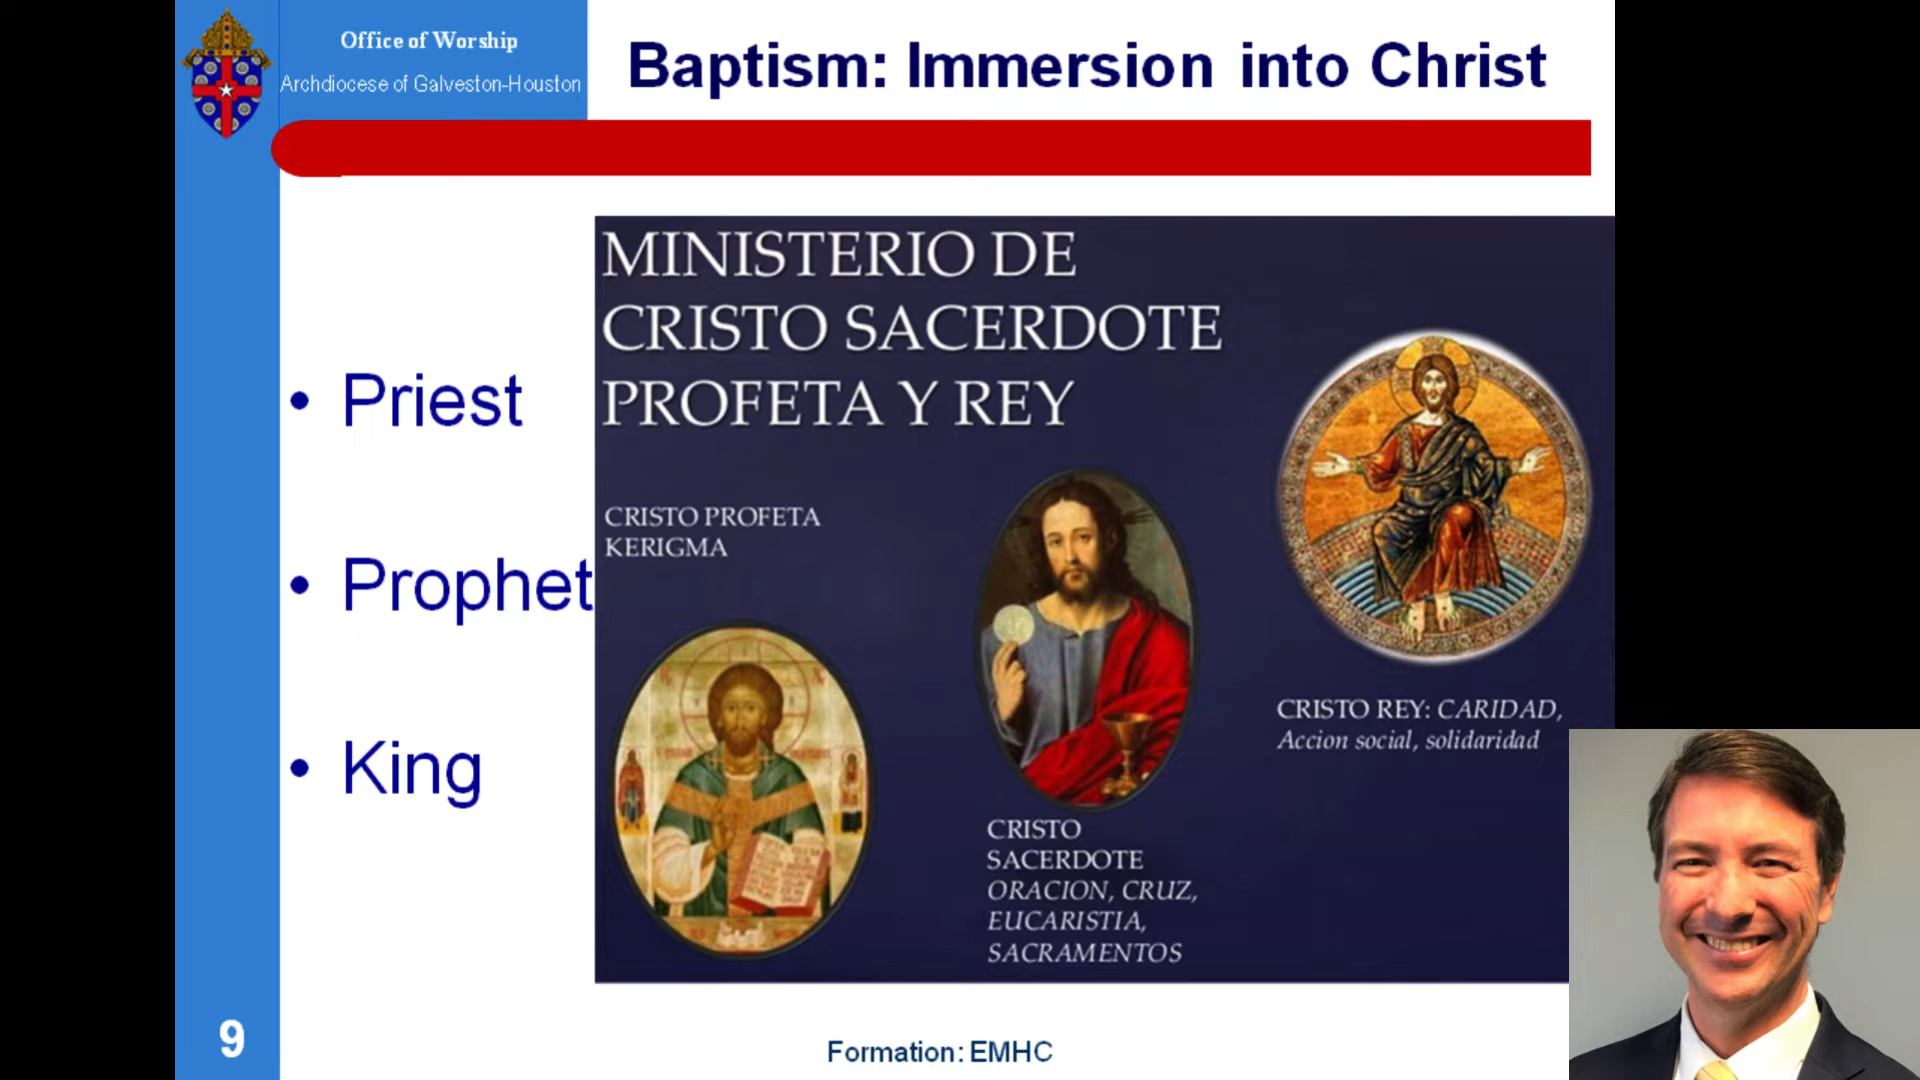 Office of Worship
Archdiocese of Galveston-Houston
Baptism: Immersion into Christ
• Priest
• Prophet
• King
MINISTERIO DE
CRISTO SACERDOTE
PROFETA Y REY
CRISTO PROFETA
KERIGMA
CRISTO
SACERDOTE
ORACION, CRUZ,
EUCARISTIA,
SACRAMENTOS
CRISTO REY: CARIDAD,
Accion social, solidaridad
9
Formation: EMHC